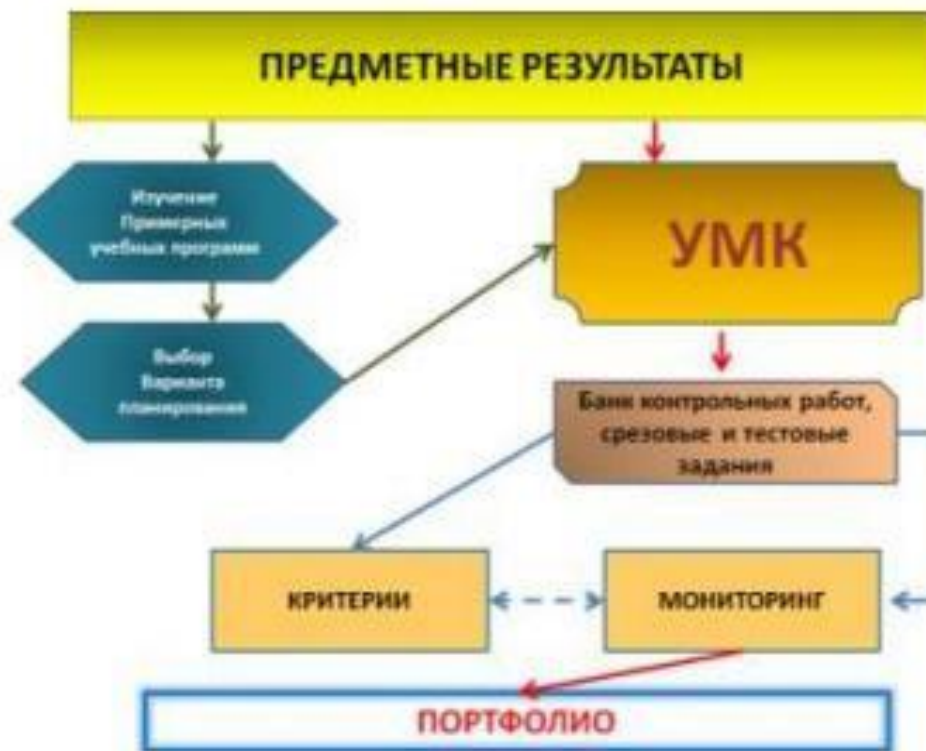 ПРЕДМЕТНЫЕ РЕЗУЛЬТАТЫ
Изучение
Примерных
учебных программ
УМК
Выбор
Варианта
планирования
Банк контрольных работ,
срезовые и тестовые
задания
КРИТЕРИИ
МОНИТОРИНГ
ПОРТФОЛИО